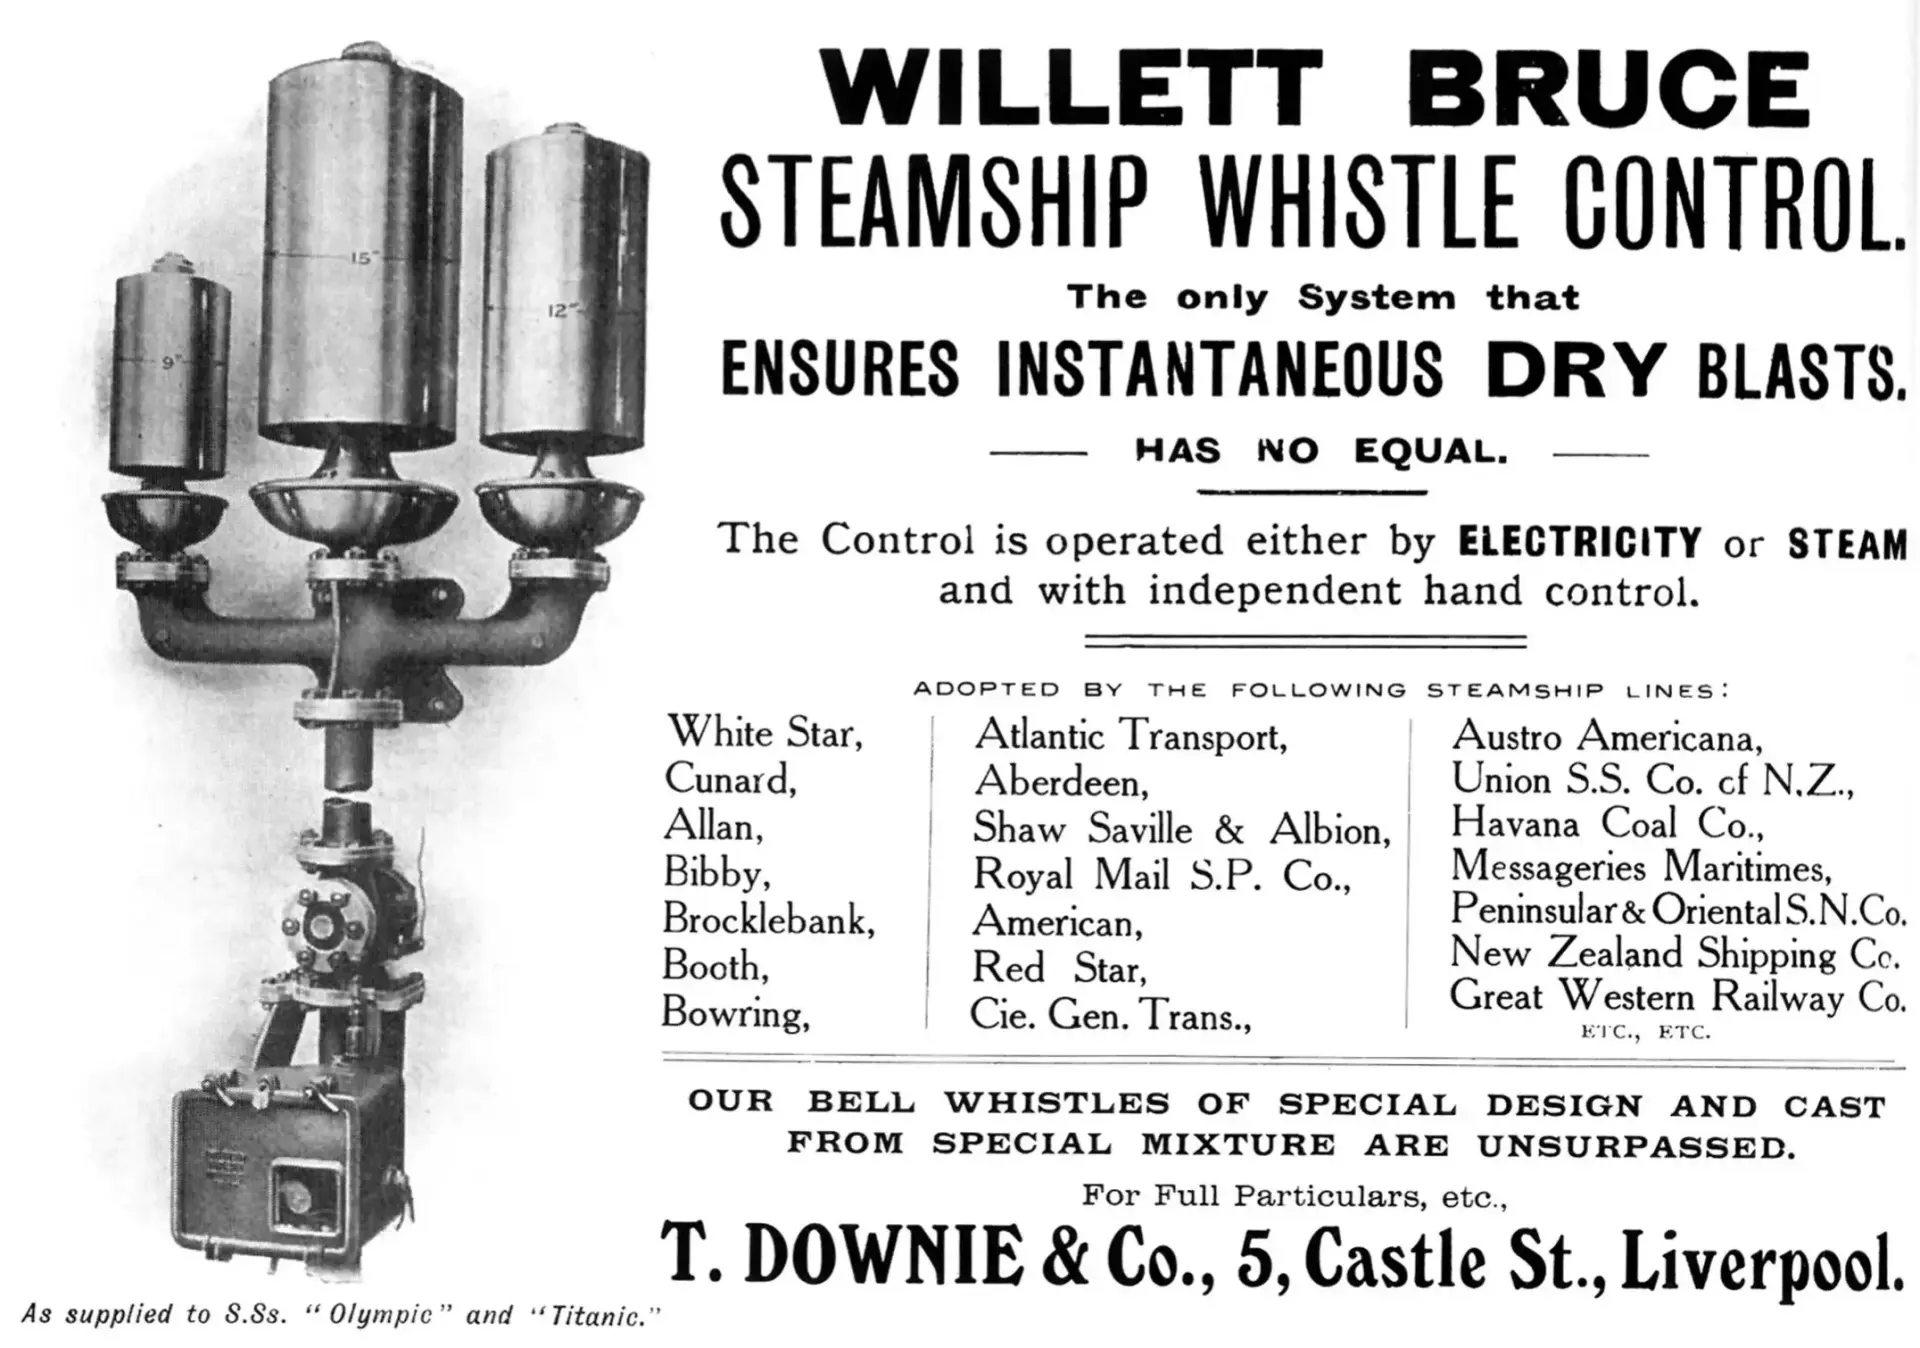 WILLETT BRUCE
STEAMSHIP WHISTLE CONTROL.
The only System that
ENSURES INSTANTANEOUS DRY BLASTS.
HAS NO EQUAL.
The Control is operated either by ELECTRICITY or STEAM
and with independent hand control.
ADOPTED BY THE FOLLOWING STEAMSHIP LINES:
White Star,
Cunard,
Allan,
Bibby,
Brocklebank,
Booth,
Bowring,
Atlantic Transport,
Aberdeen,
Shaw Saville & Albion,
Royal Mail S.P. Co.,
American,
Red Star,
Cie. Gen. Trans.,
Austro Americana,
Union S.S. Co. of N.Z.,
Havana Coal Co.,
Messageries Maritimes,
Peninsular & Oriental S.N.Co.
New Zealand Shipping Co.
Great Western Railway Co.
ETC., ETC.
OUR BELL WHISTLES OF SPECIAL DESIGN AND CAST
FROM SPECIAL MIXTURE ARE UNSURPASSED.
For Full Particulars, etc.,
T. DOWNIE & Co., 5, Castle St., Liverpool.
9"
15"
12"
As supplied to S.Ss. "Olympic" and "Titanic."